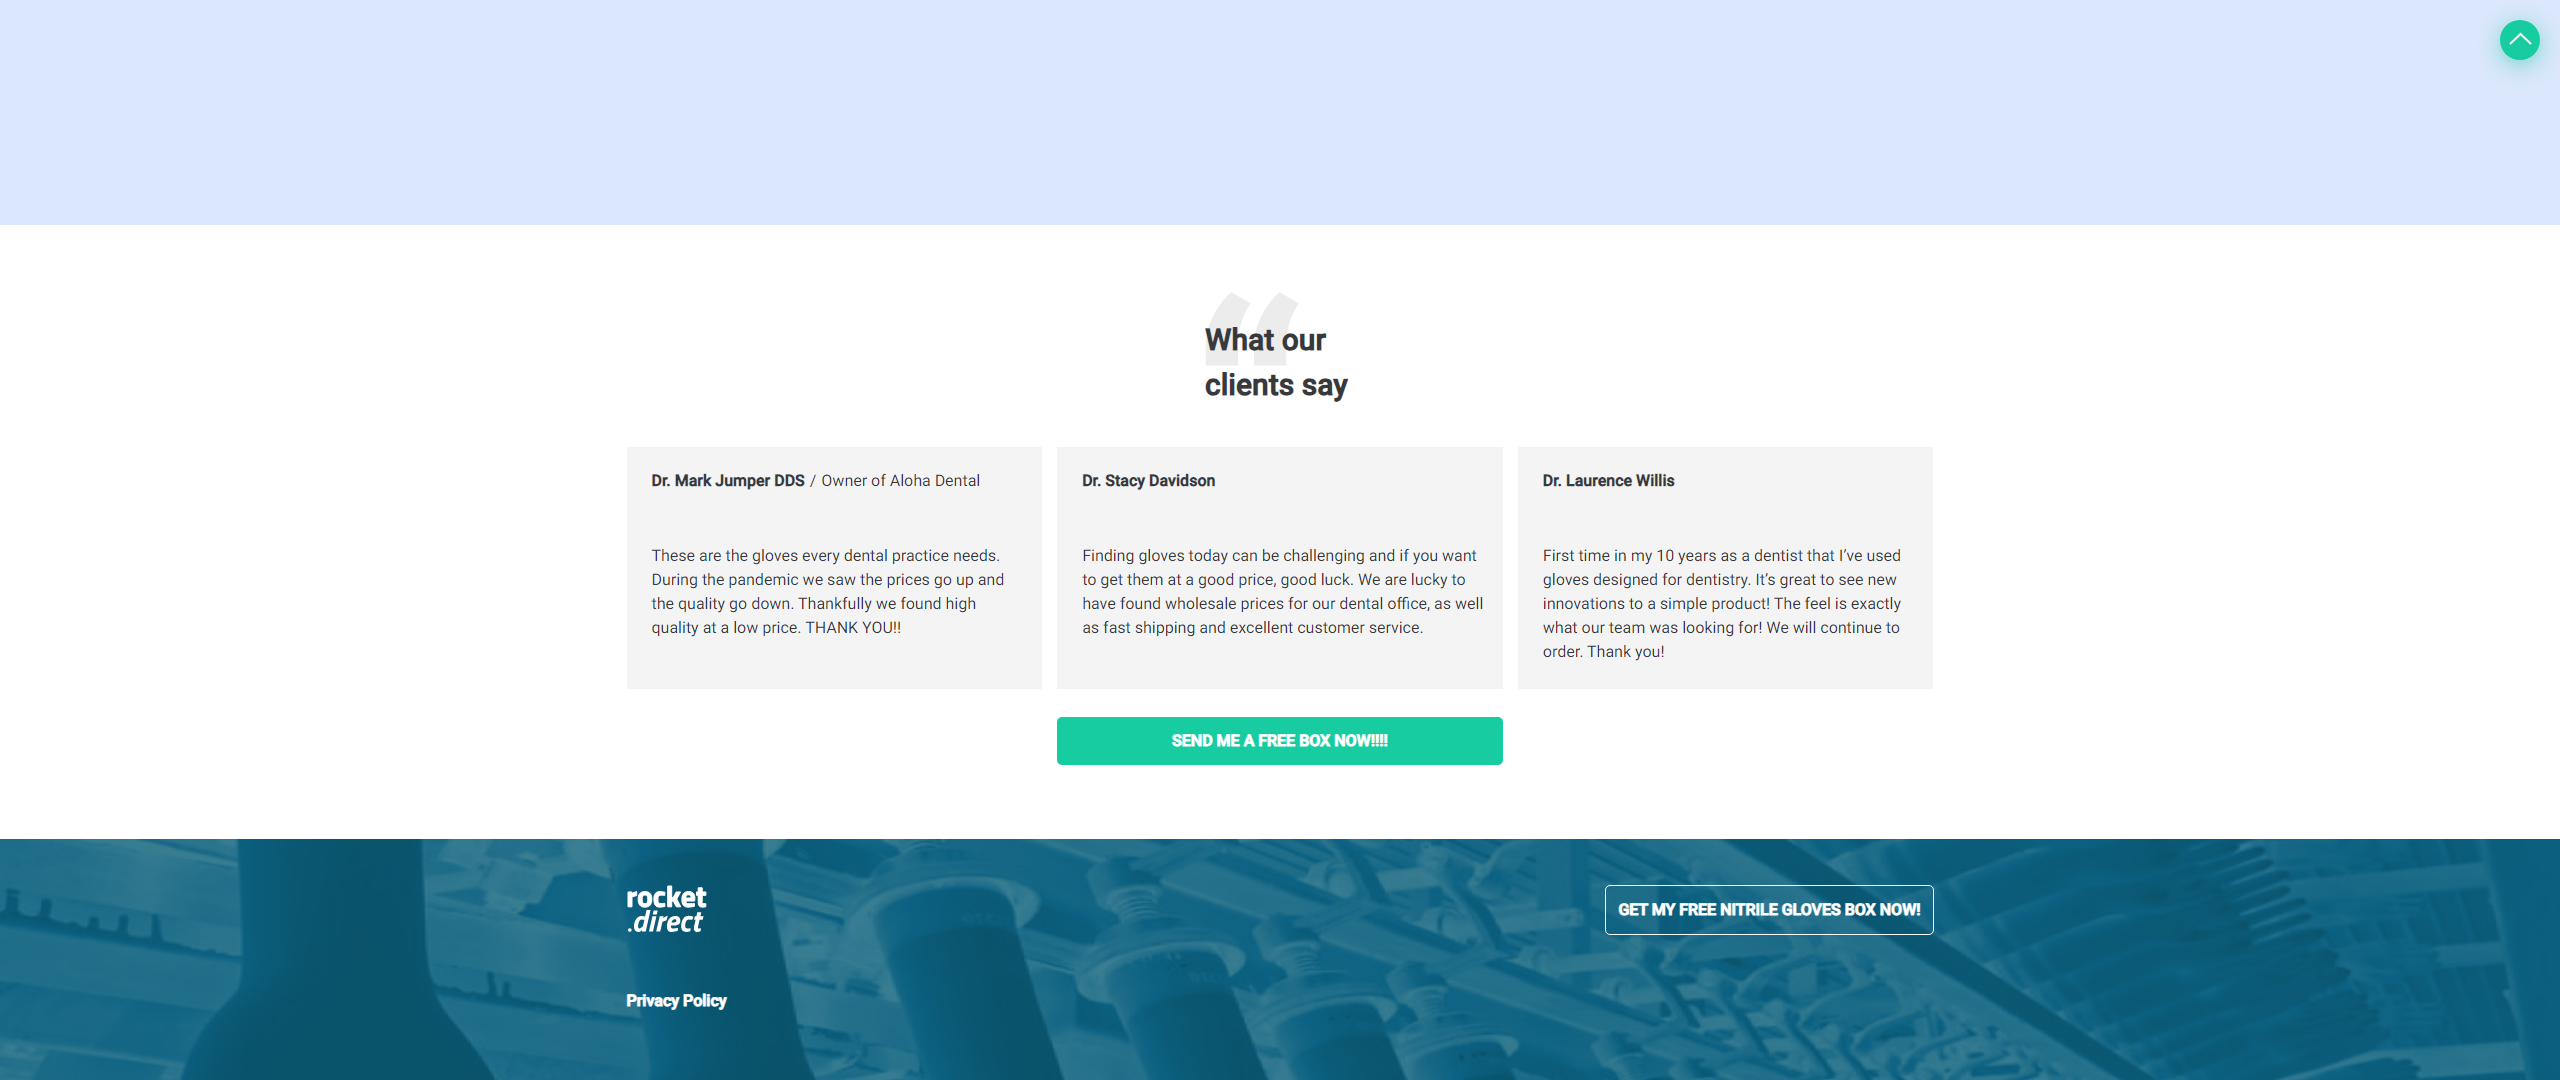 What our
clients say
Dr. Mark Jumper DDS / Owner of Aloha Dental
These are the gloves every dental practice needs.
During the pandemic we saw the prices go up and
the quality go down. Thankfully we found high
quality at a low price. THANK YOU!!
Dr. Stacy Davidson
Finding gloves today can be challenging and if you want
to get them at a good price, good luck. We are lucky to
have found wholesale prices for our dental office, as well
as fast shipping and excellent customer service.
Dr. Laurence Willis
First time in my 10 years as a dentist that I’ve used
gloves designed for dentistry. It’s great to see new
innovations to a simple product! The feel is exactly
what our team was looking for! We will continue to
order. Thank you!
SEND ME A FREE BOX NOW!!!!
rocket
.direct
GET MY FREE NITRILE GLOVES BOX NOW!
Privacy Policy